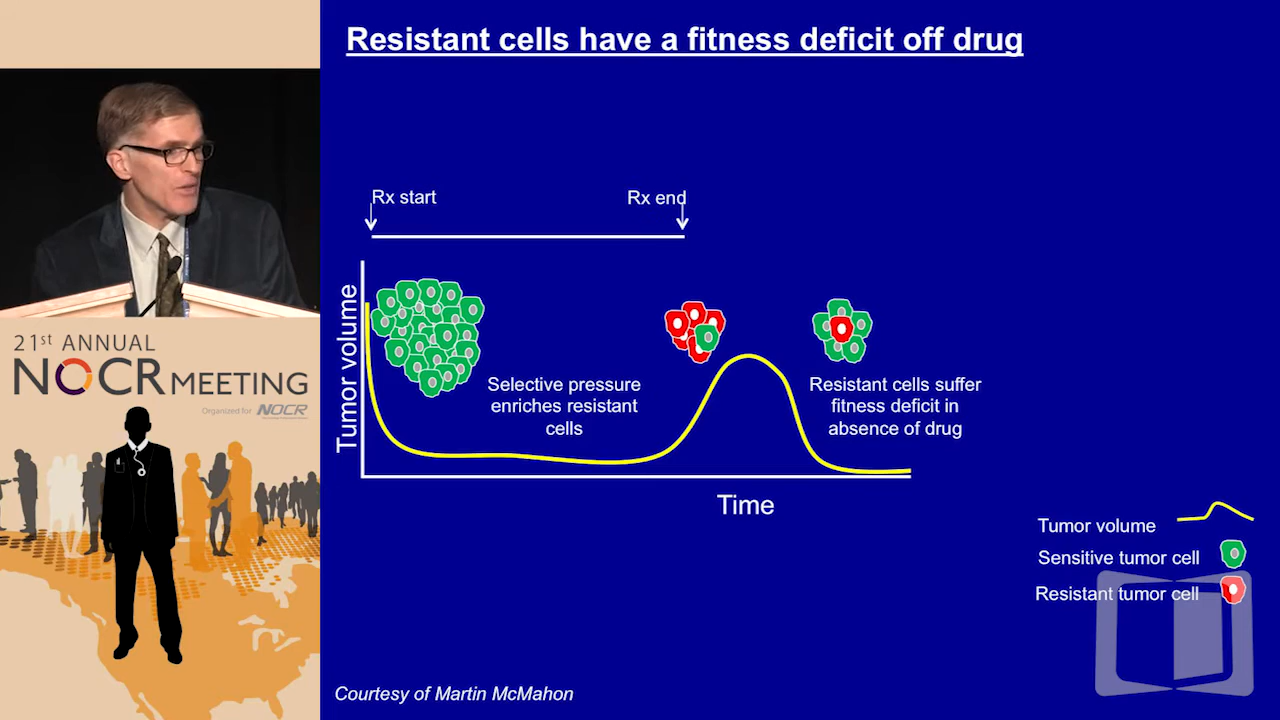 Resistant cells have a fitness deficit off drug
Rx start
Rx end
Tumor volume
Selective pressure
enriches resistant
cells
Resistant cells suffer
fitness deficit in
absence of drug
Time
Tumor volume
Sensitive tumor cell
Resistant tumor cell
Courtesy of Martin McMahon
21st ANNUAL
NOCR MEETING
Organized for NOCR